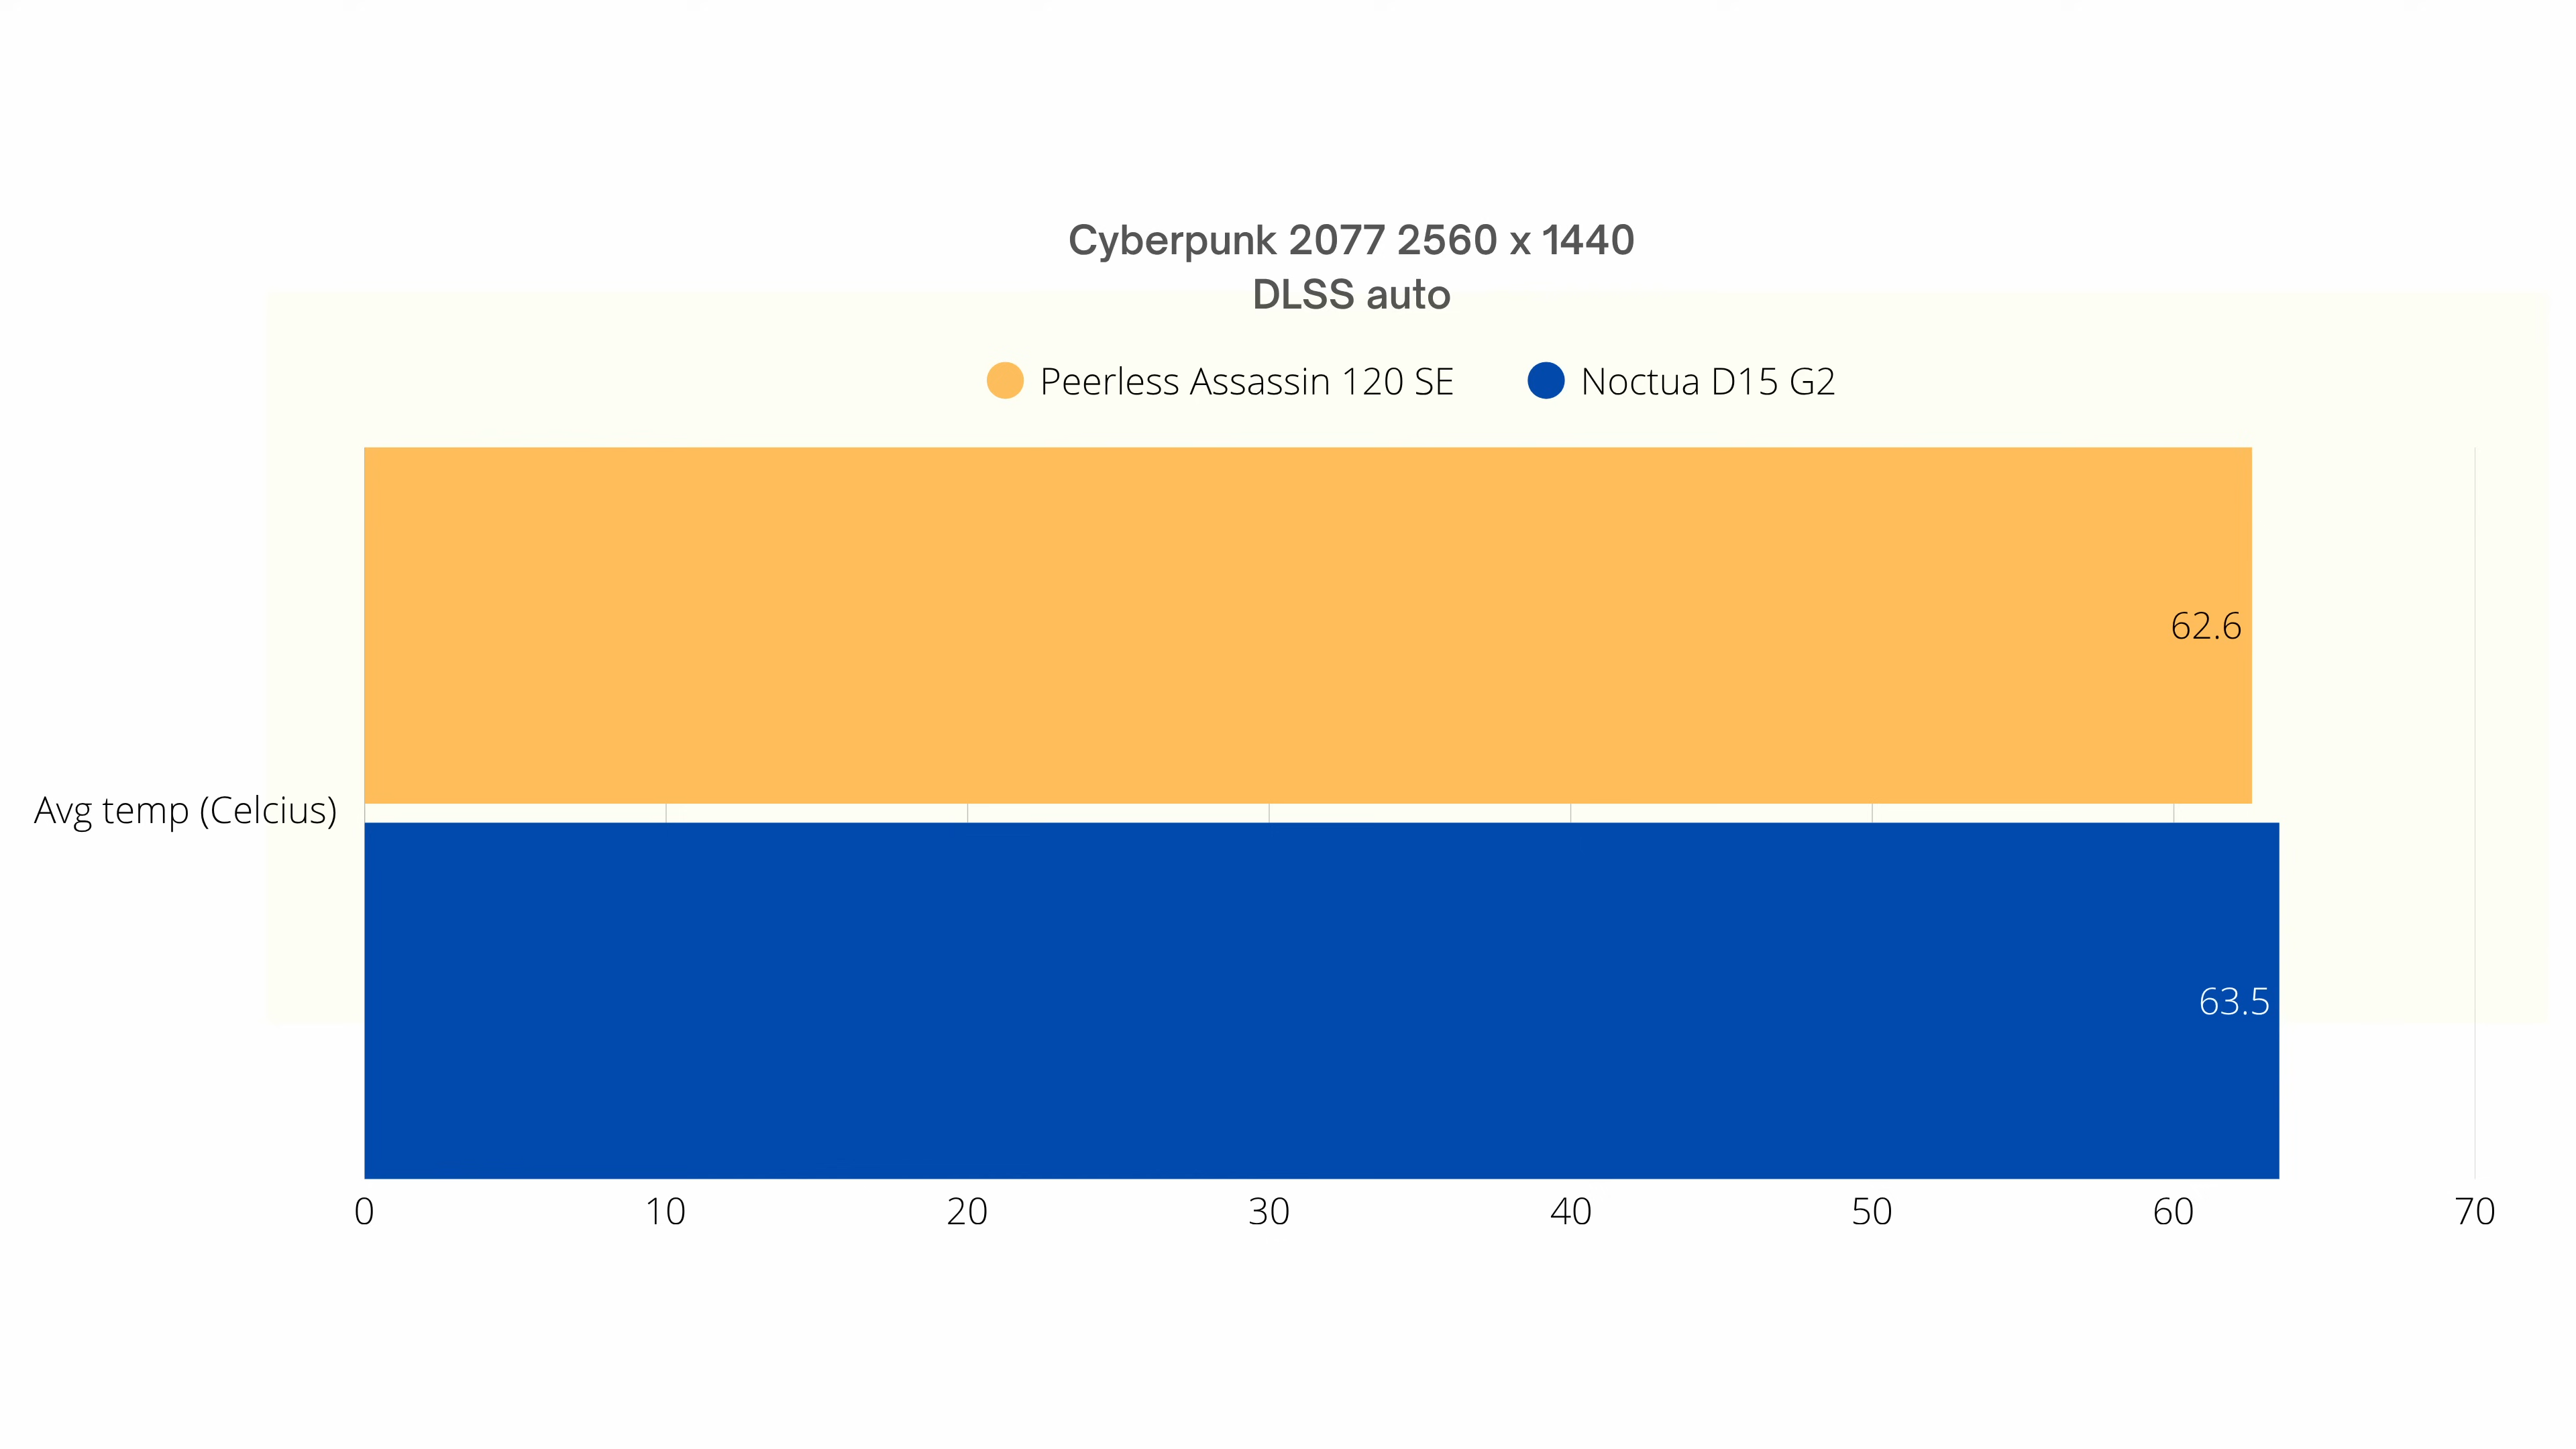 Cyberpunk 2077 2560 x 1440
DLSS auto
Peerless Assassin 120 SE
Noctua D15 G2
62.6
Avg temp (Celcius)
63.5
0 10 20 30 40 50 60 70